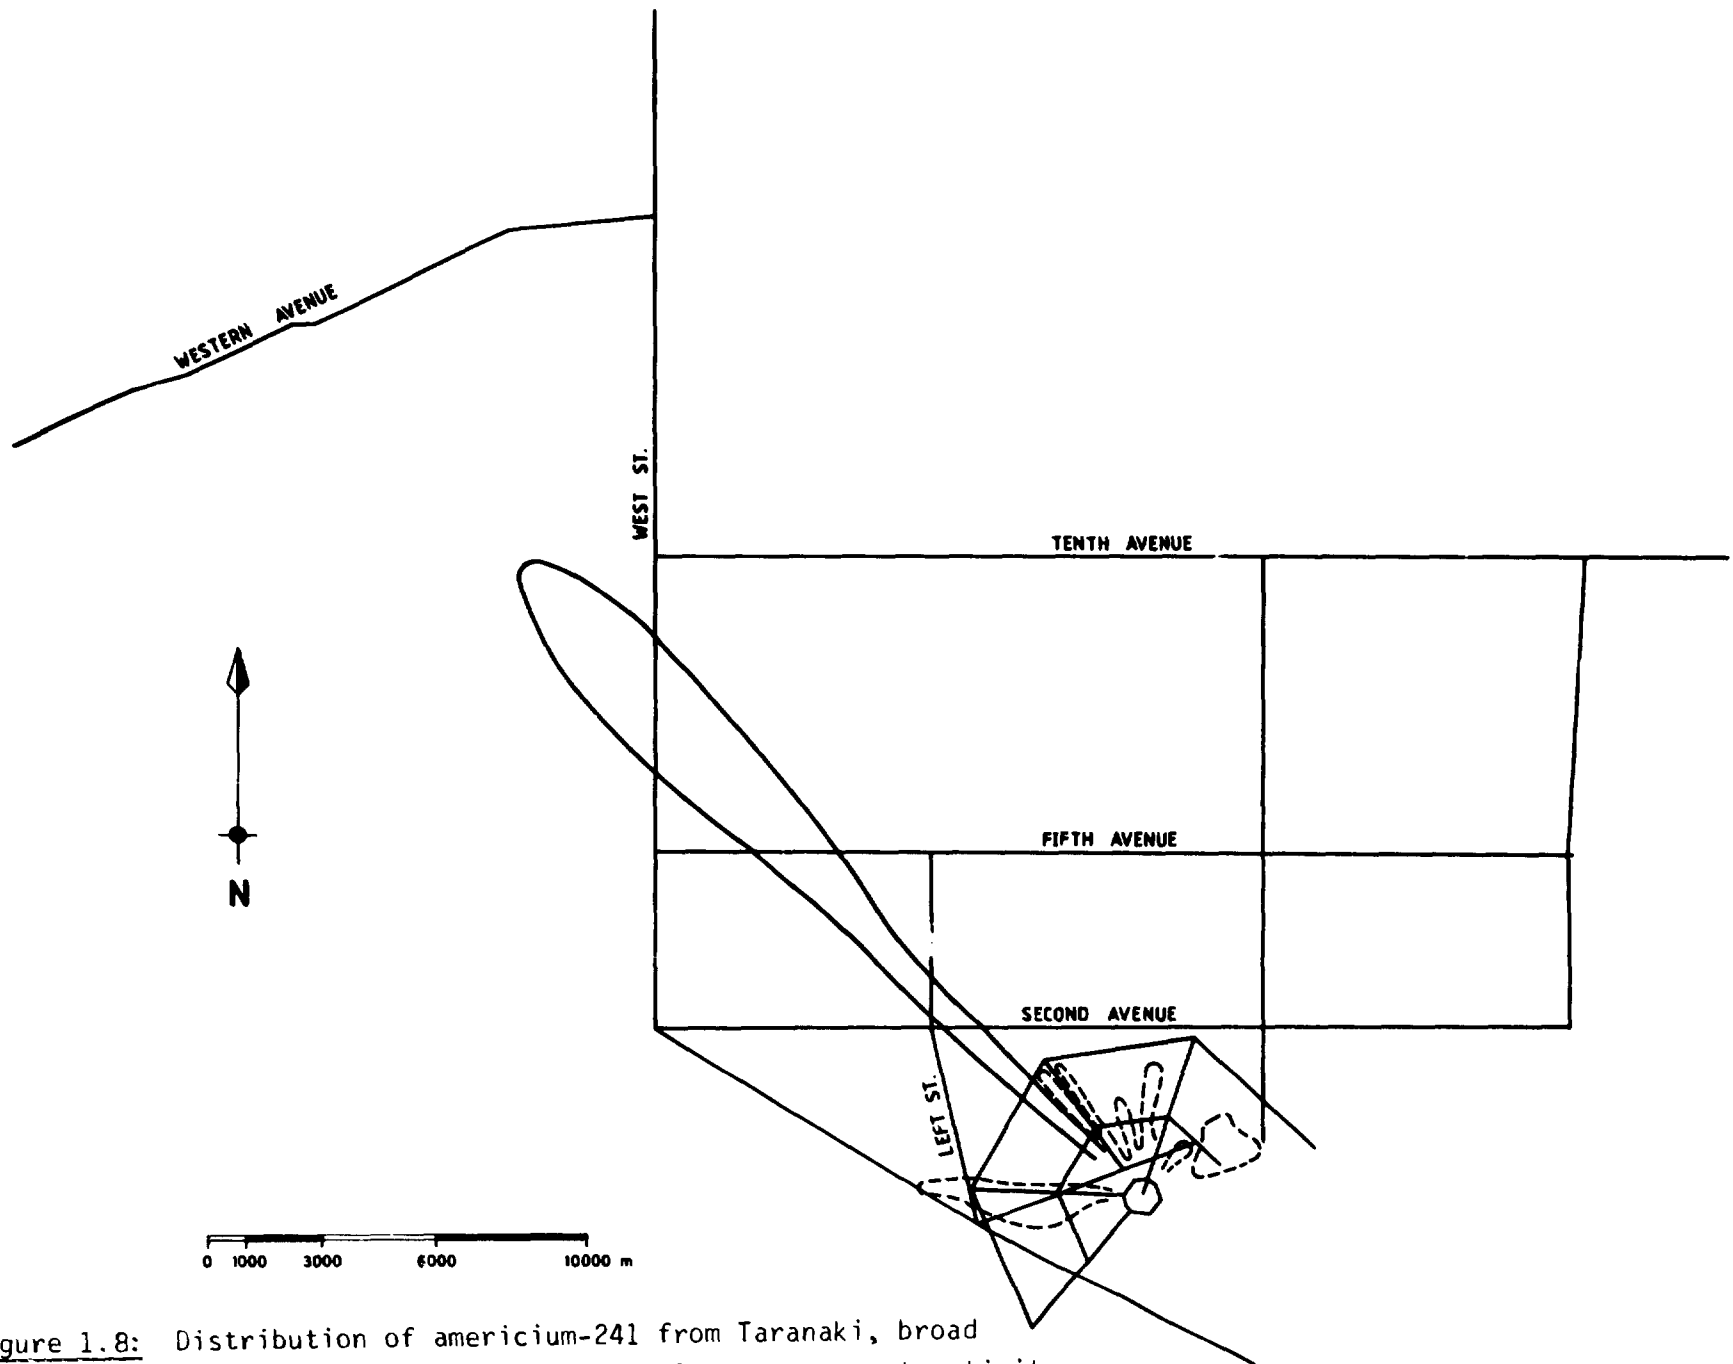 WESTERN AVENUE
WEST ST.
TENTH AVENUE
FIFTH AVENUE
N
SECOND AVENUE
LEFT ST.
0 1000 3000 6000 10000 m
gure 1.8: Distribution of americium-241 from Taranaki, broad